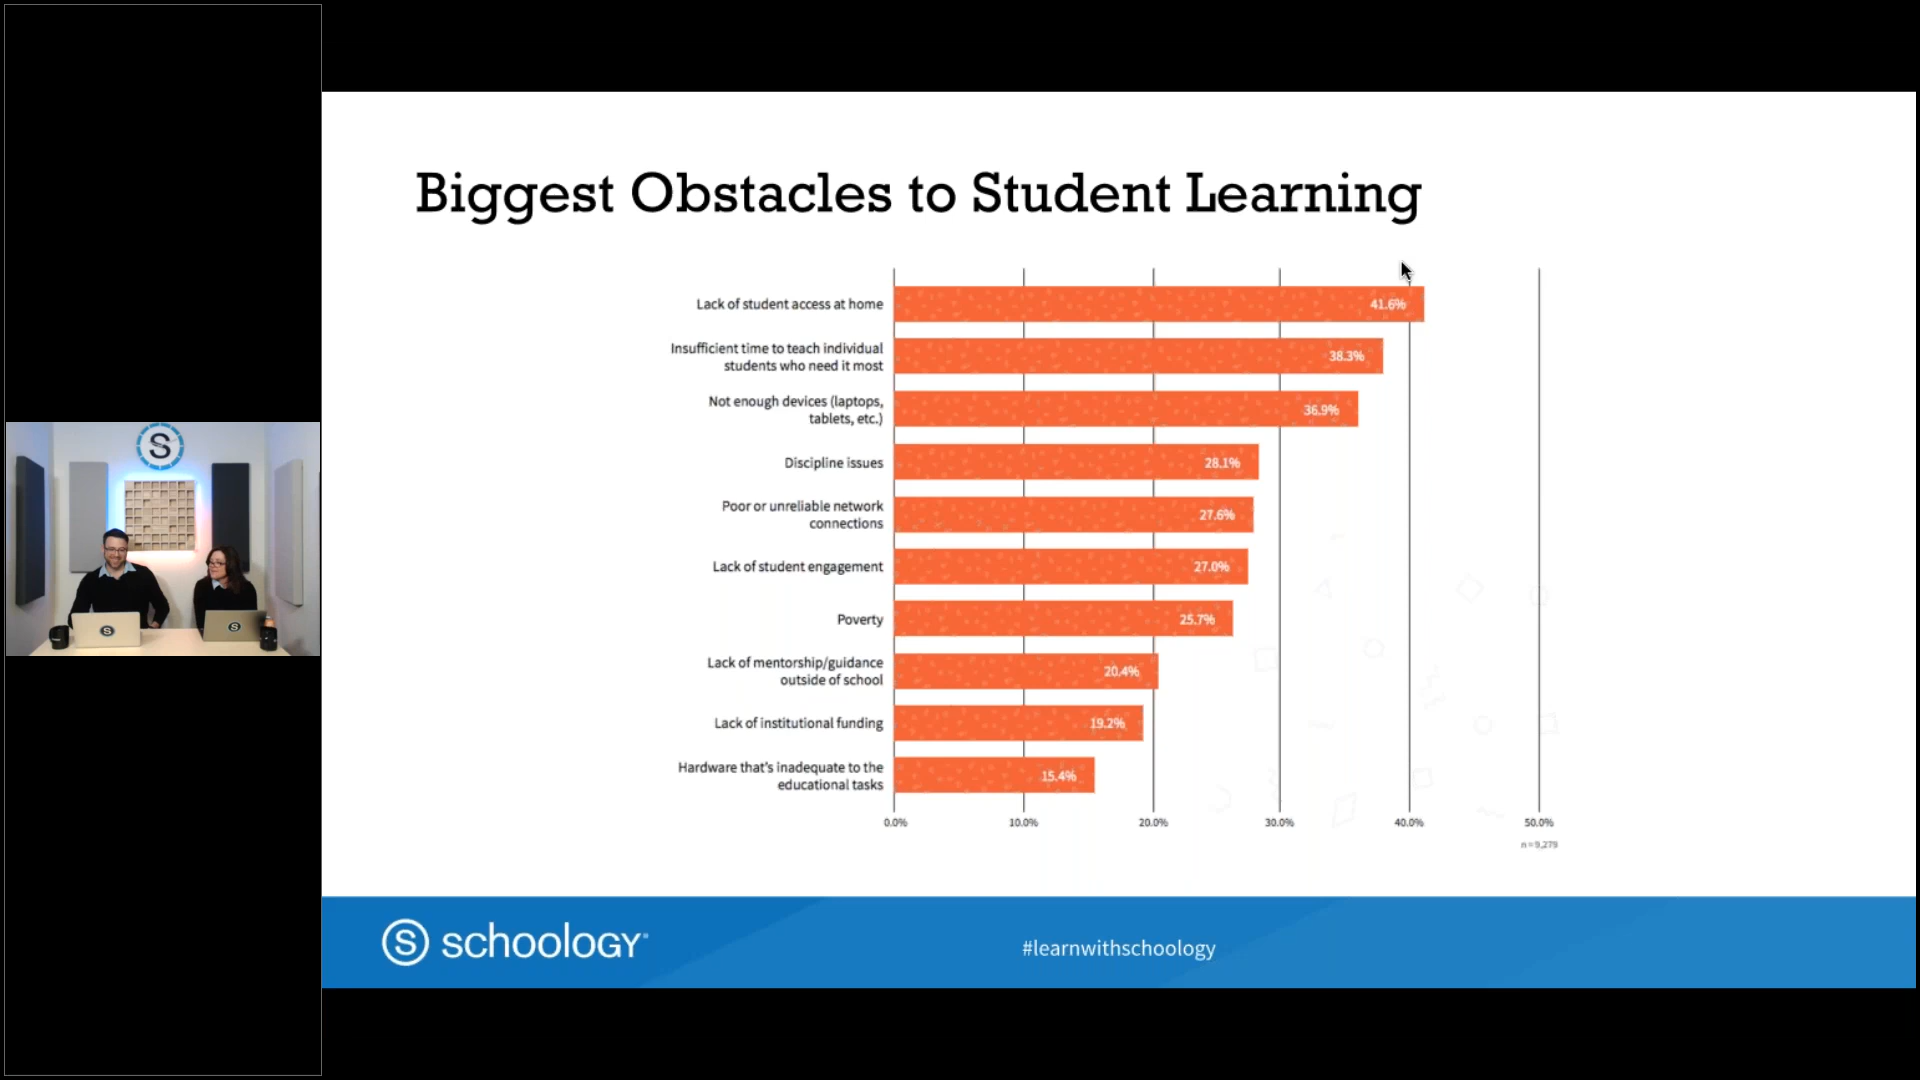 Biggest Obstacles to Student Learning
Lack of student access at home
41.6%
Insufficient time to teach individual
students who need it most
38.3%
Not enough devices (laptops,
tablets, etc.)
36.9%
Discipline issues
28.1%
Poor or unreliable network
connections
27.6%
Lack of student engagement
27.0%
Poverty
25.7%
Lack of mentorship/guidance
outside of school
20.4%
Lack of institutional funding
19.2%
Hardware that's inadequate to the
educational tasks
15.4%
0.0% 10.0% 20.0% 30.0% 40.0% 50.0%
n = 9,279
S
S
S
S schoology
#learnwithschoology